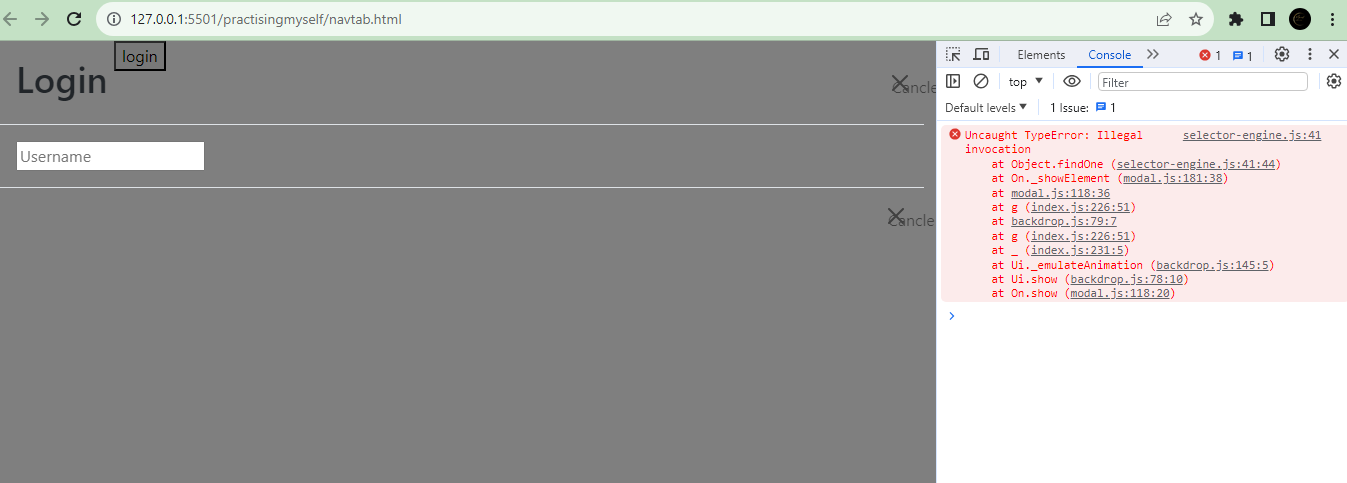 127.0.0.1:5501/practisingmyself/navtab.html
login
Login
Cancle
Username
Cancle
Elements
Console
1
1
top
Filter
Default levels
1 Issue:
1
Uncaught TypeError: Illegal selector-engine.js:41
invocation
at Object.findOne (selector-engine.js:41:44)
at On._showElement (modal.js:181:38)
at modal.js:118:36
at g (index.js:226:51)
at backdrop.js:79:7
at g (index.js:226:51)
at _ (index.js:231:5)
at Ui._emulateAnimation (backdrop.js:145:5)
at Ui.show (backdrop.js:78:10)
at On.show (modal.js:118:20)